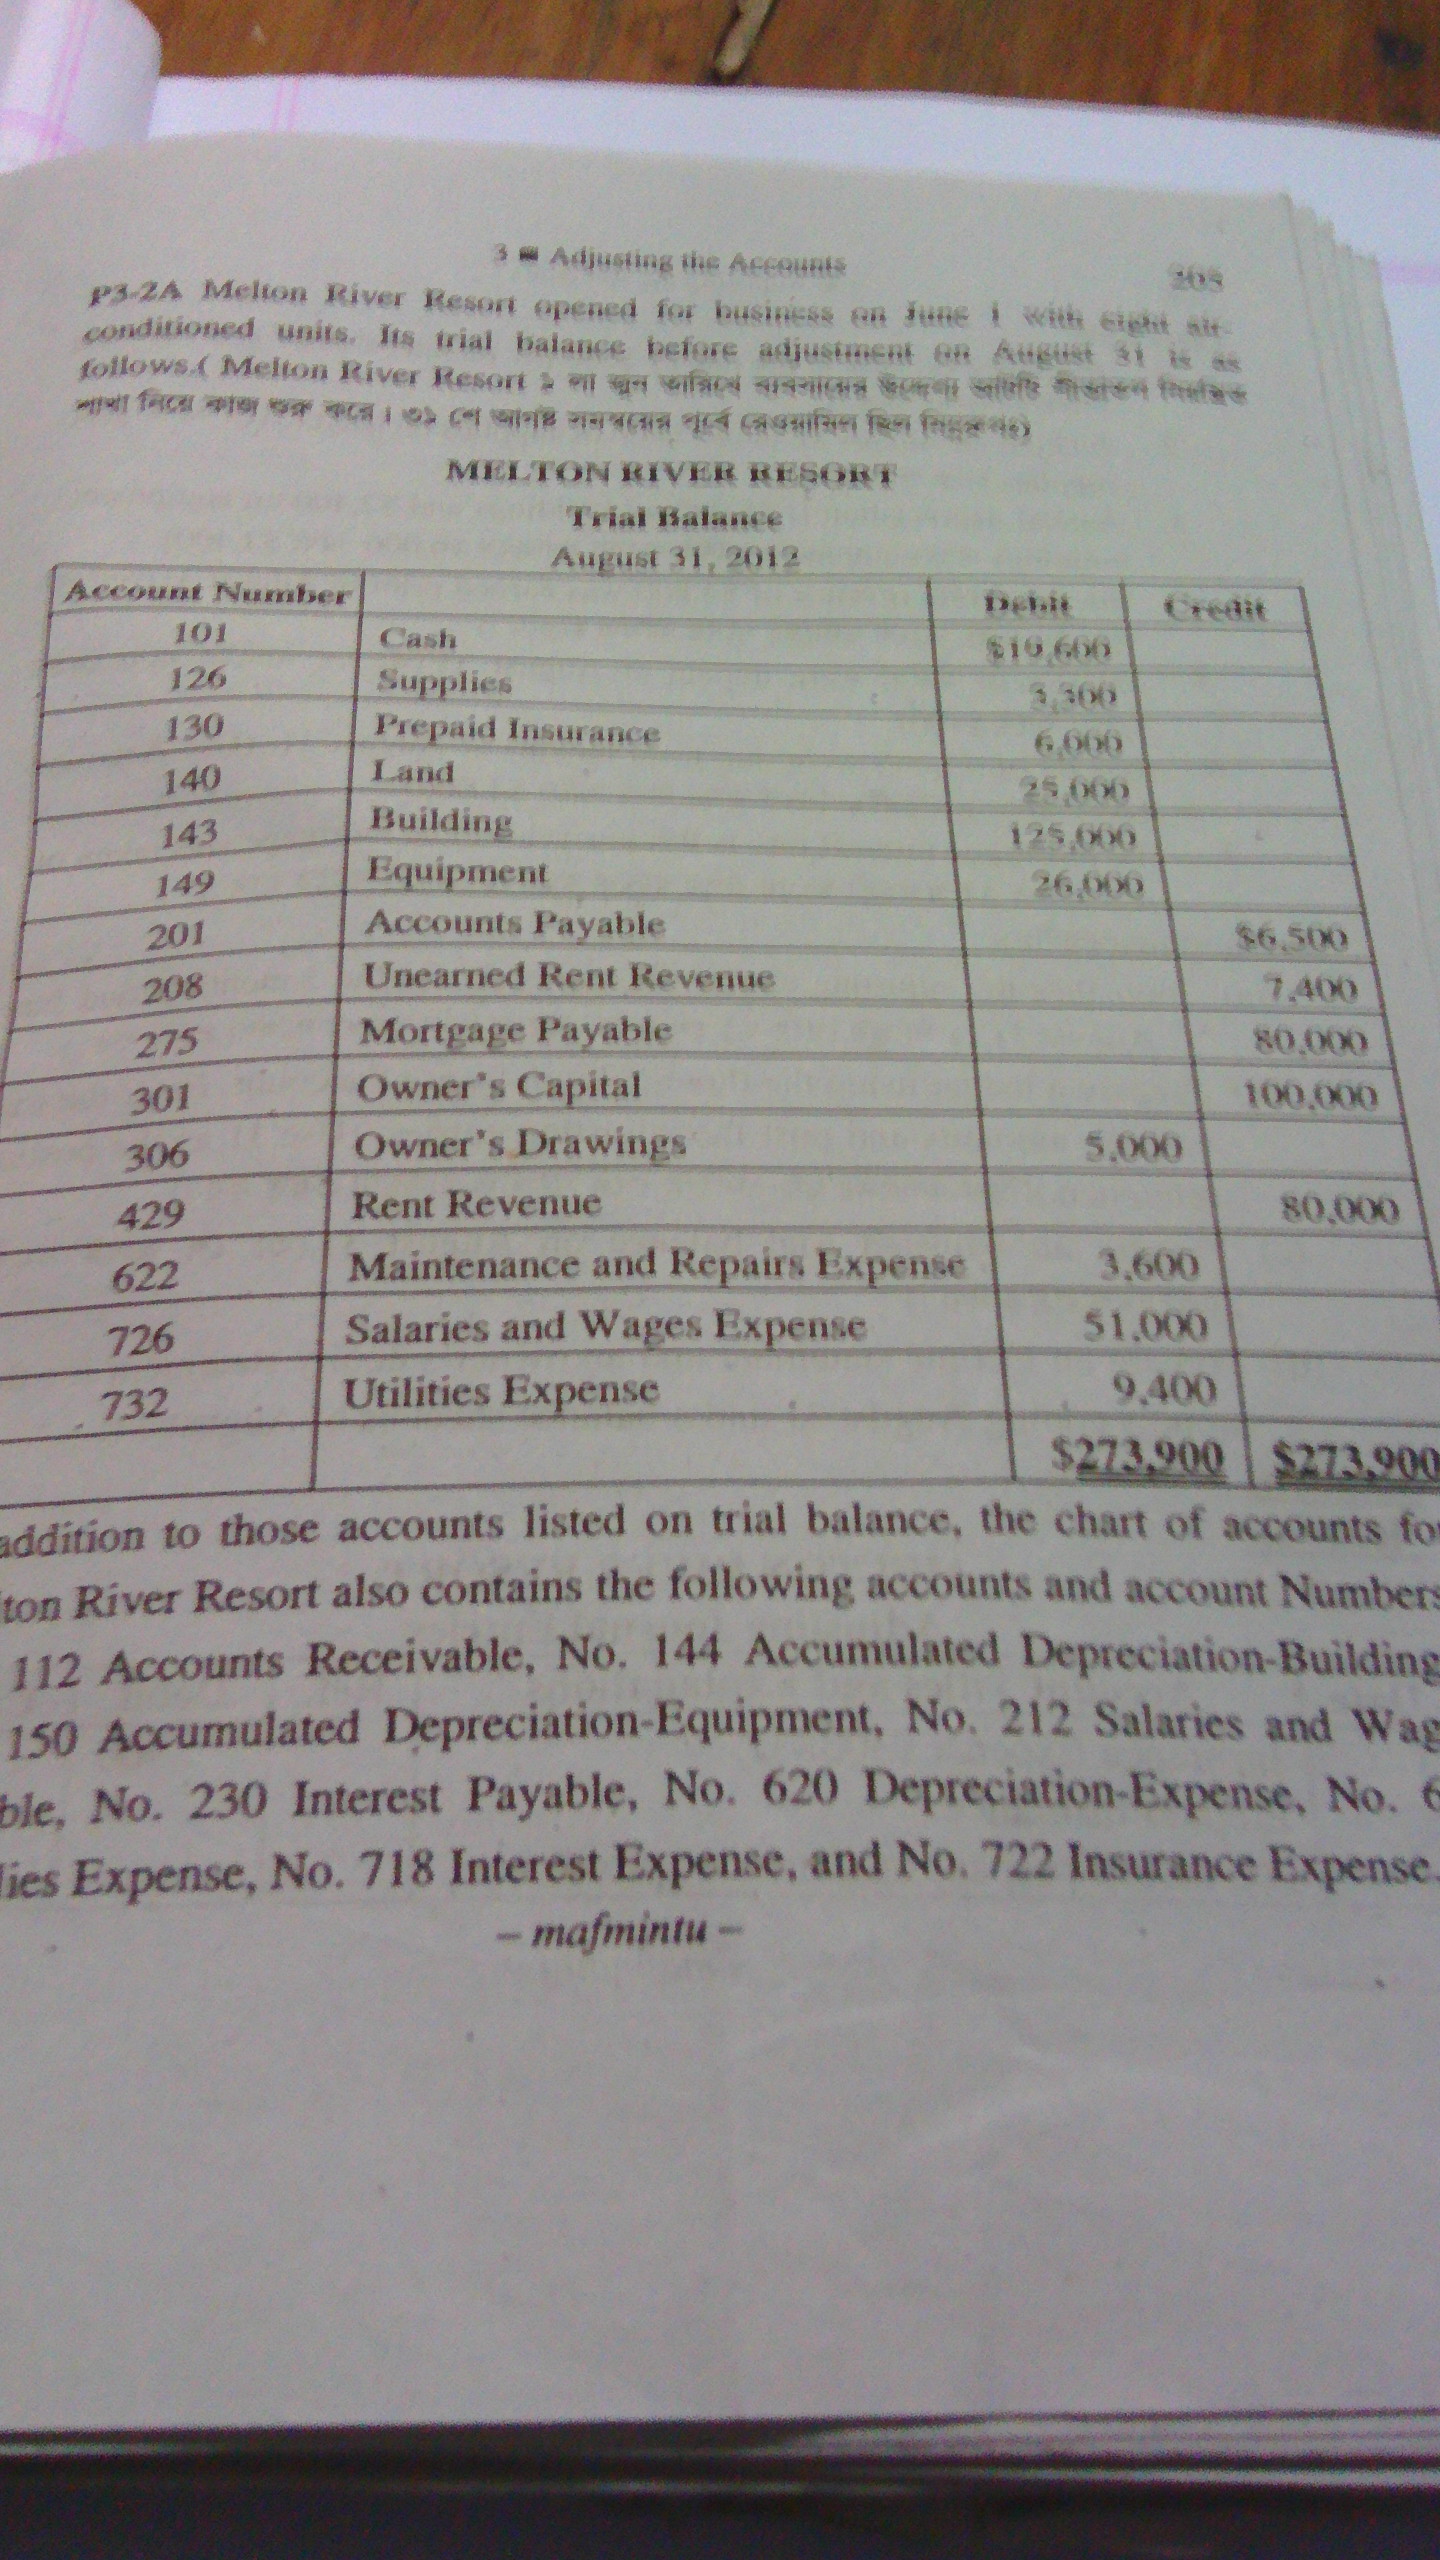 3 ■ Adjusting the Accounts 205
P3-2A Melton River Resort opened for business on June 1 with eight air-
conditioned units. Its trial balance before adjustment on August 31 is as
follows.( Melton River Resort ১ লা জুন তারিখে ব্যবসায়ের উদ্দেশ্যে আটটি শীতাতপ নিয়ন্ত্রিত
শাখা নিয়ে কাজ শুরু করে। ৩১ শে আগষ্ট সমন্বয়ের পূর্বে রেওয়ামিল ছিল নিম্নরূপঃ)
MELTON RIVER RESORT
Trial Balance
August 31, 2012
Account Number Debit Credit
101 Cash $19,600
126 Supplies 3,300
130 Prepaid Insurance 6,000
140 Land 25,000
143 Building 125,000
149 Equipment 26,000
201 Accounts Payable $6,500
208 Unearned Rent Revenue 7,400
275 Mortgage Payable 80,000
301 Owner's Capital 100,000
306 Owner's Drawings 5,000
429 Rent Revenue 80,000
622 Maintenance and Repairs Expense 3,600
726 Salaries and Wages Expense 51,000
732 Utilities Expense 9,400
$273,900 $273,900
addition to those accounts listed on trial balance, the chart of accounts for
lton River Resort also contains the following accounts and account Numbers
112 Accounts Receivable, No. 144 Accumulated Depreciation-Building
150 Accumulated Depreciation-Equipment, No. 212 Salaries and Wag
ble, No. 230 Interest Payable, No. 620 Depreciation-Expense, No. 6
lies Expense, No. 718 Interest Expense, and No. 722 Insurance Expense.
– mafmintu –